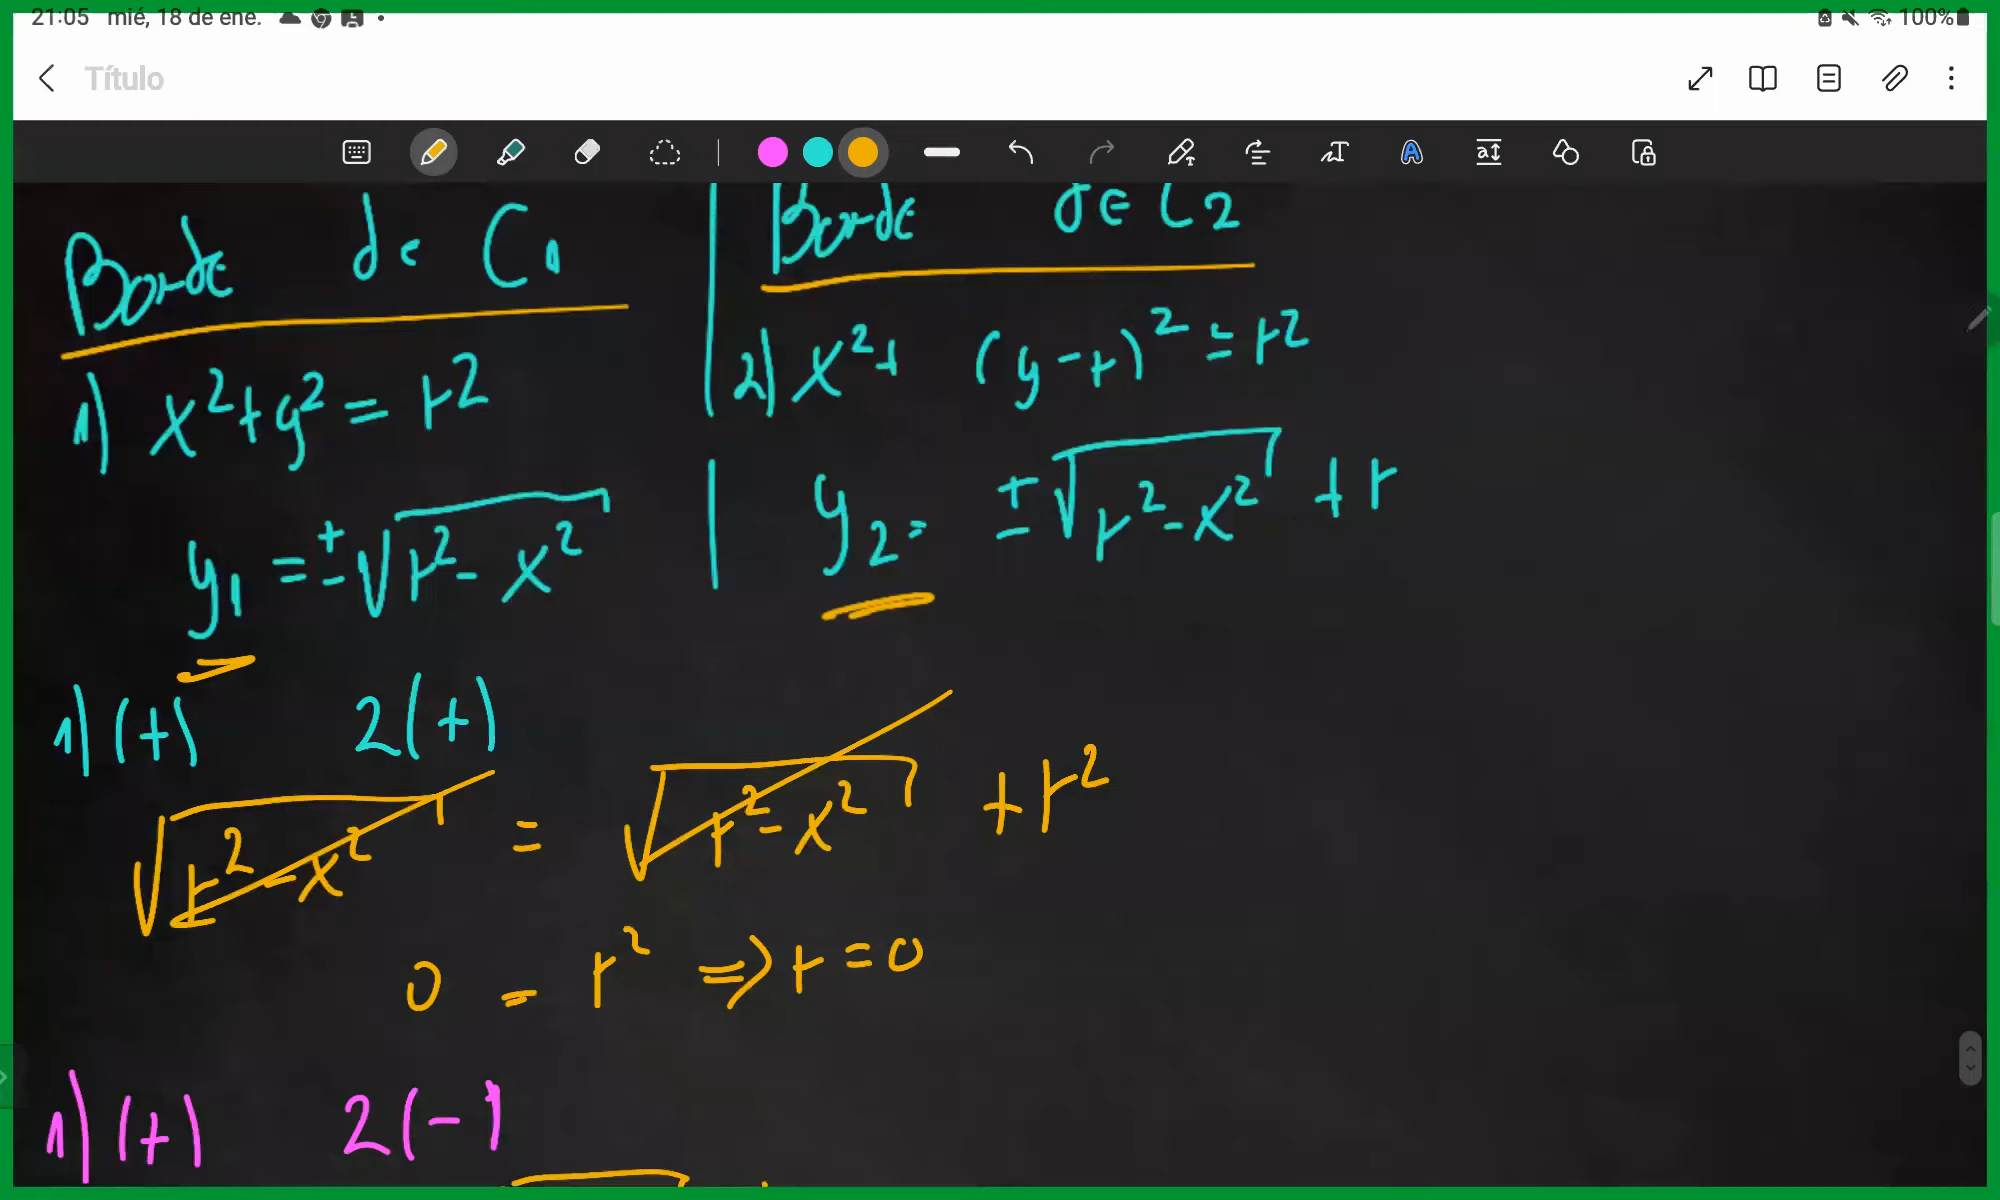 21:05 mié, 18 de ene. 100%
Título
Borde de C1
Borde de C2
1) x²+y² = r²
2) x²+ (y-r)² = r²
y1 = ±√r²- x²
y2= ±√r²-x² + r
1) (+) 2(+)
√r²-x² = √r²-x² + r²
0 = r² ⇒ r=0
1) (+) 2(-)